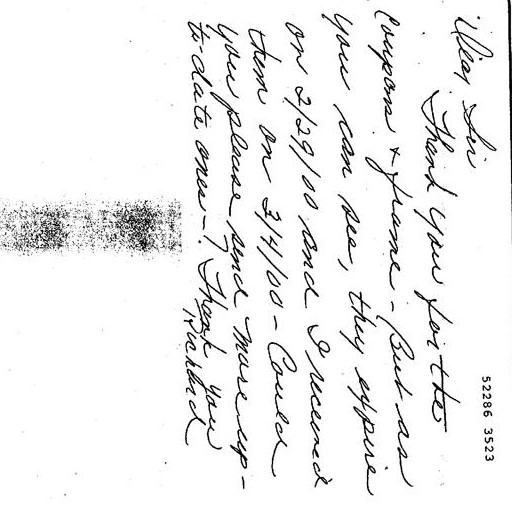 Dear Sir
Thank you for the
Coupons & frame - But as
you can see, they expire
on 2/29/00 and I received
them on 3/4/00 - Could
you please send more up-
to-date ones -? Thank you
Richard
52286 3523